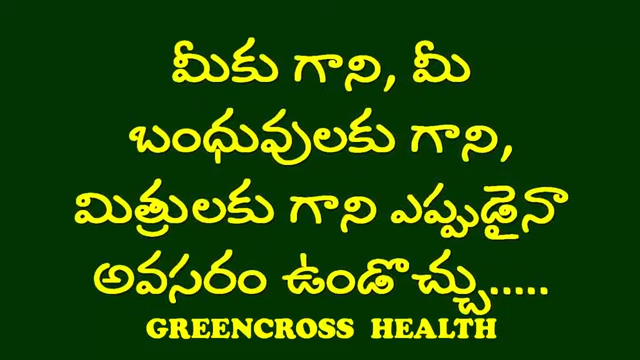 మీకు గాని, మీ
బంధువులకు గాని,
మిత్రులకు గాని ఎప్పుడైనా
అవసరం ఉండొచ్చు.....
GREENCROSS HEALTH